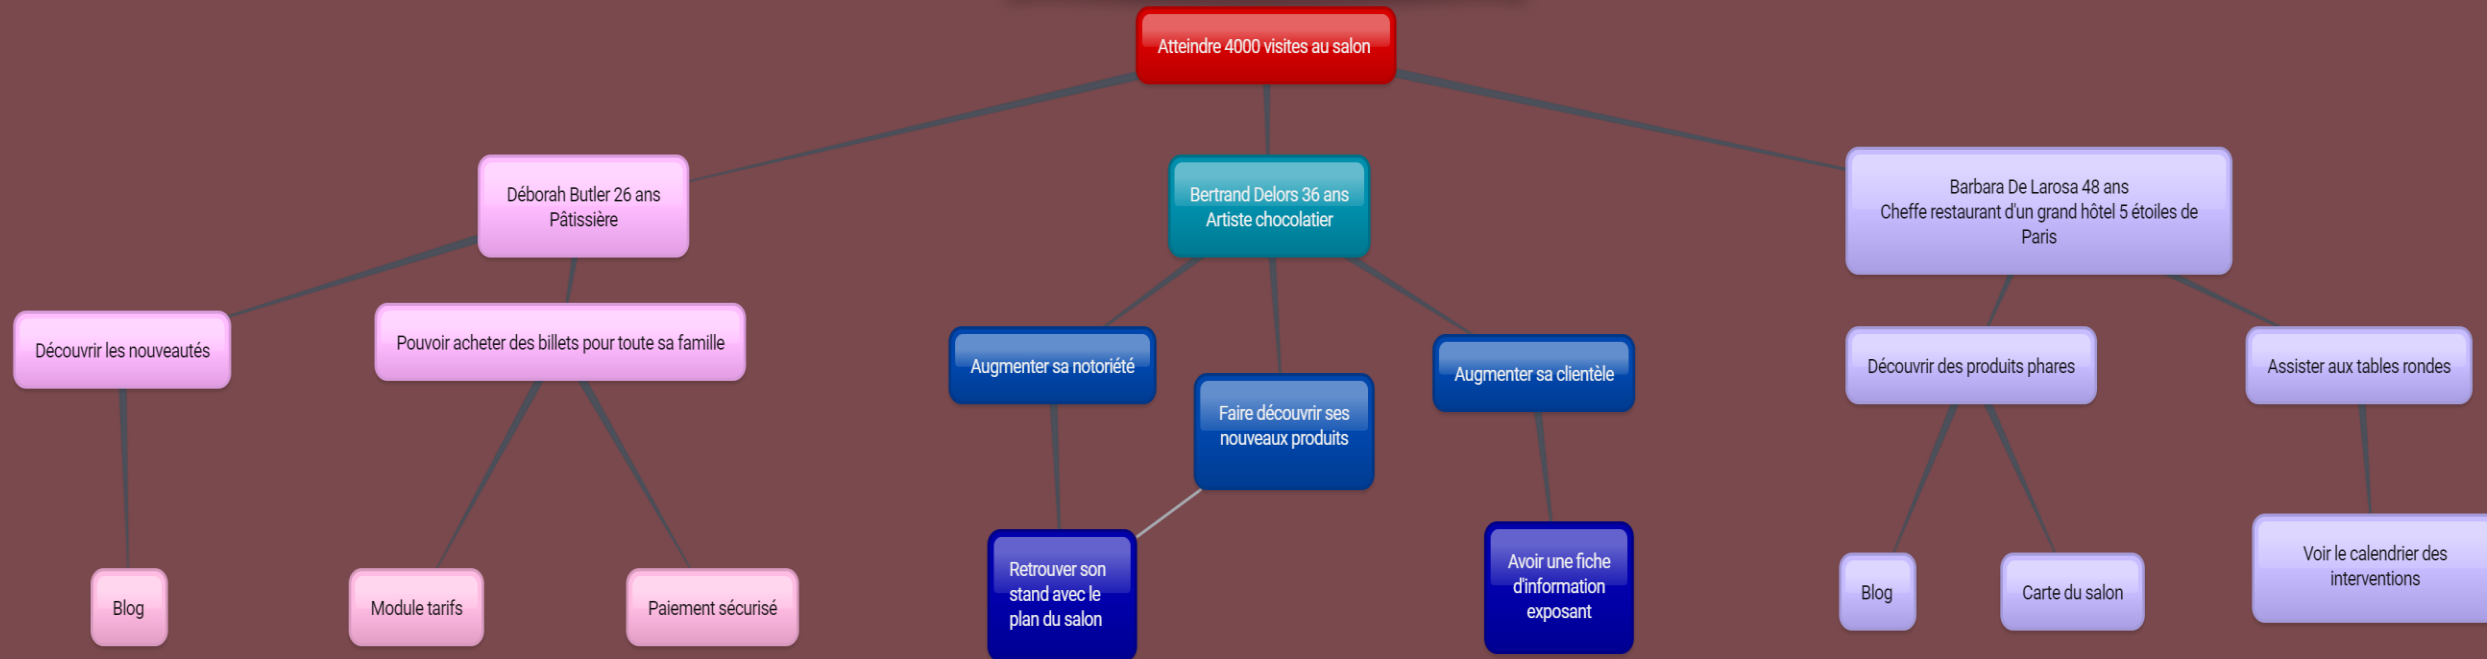 Atteindre 4000 visites au salon
Déborah Butler 26 ans
Pâtissière
Bertrand Delors 36 ans
Artiste chocolatier
Barbara De Larosa 48 ans
Cheffe restaurant d'un grand hôtel 5 étoiles de
Paris
Découvrir les nouveautés
Pouvoir acheter des billets pour toute sa famille
Augmenter sa notoriété
Faire découvrir ses
nouveaux produits
Augmenter sa clientèle
Découvrir des produits phares
Assister aux tables rondes
Blog
Module tarifs
Paiement sécurisé
Retrouver son
stand avec le
plan du salon
Avoir une fiche
d'information
exposant
Blog
Carte du salon
Voir le calendrier des
interventions